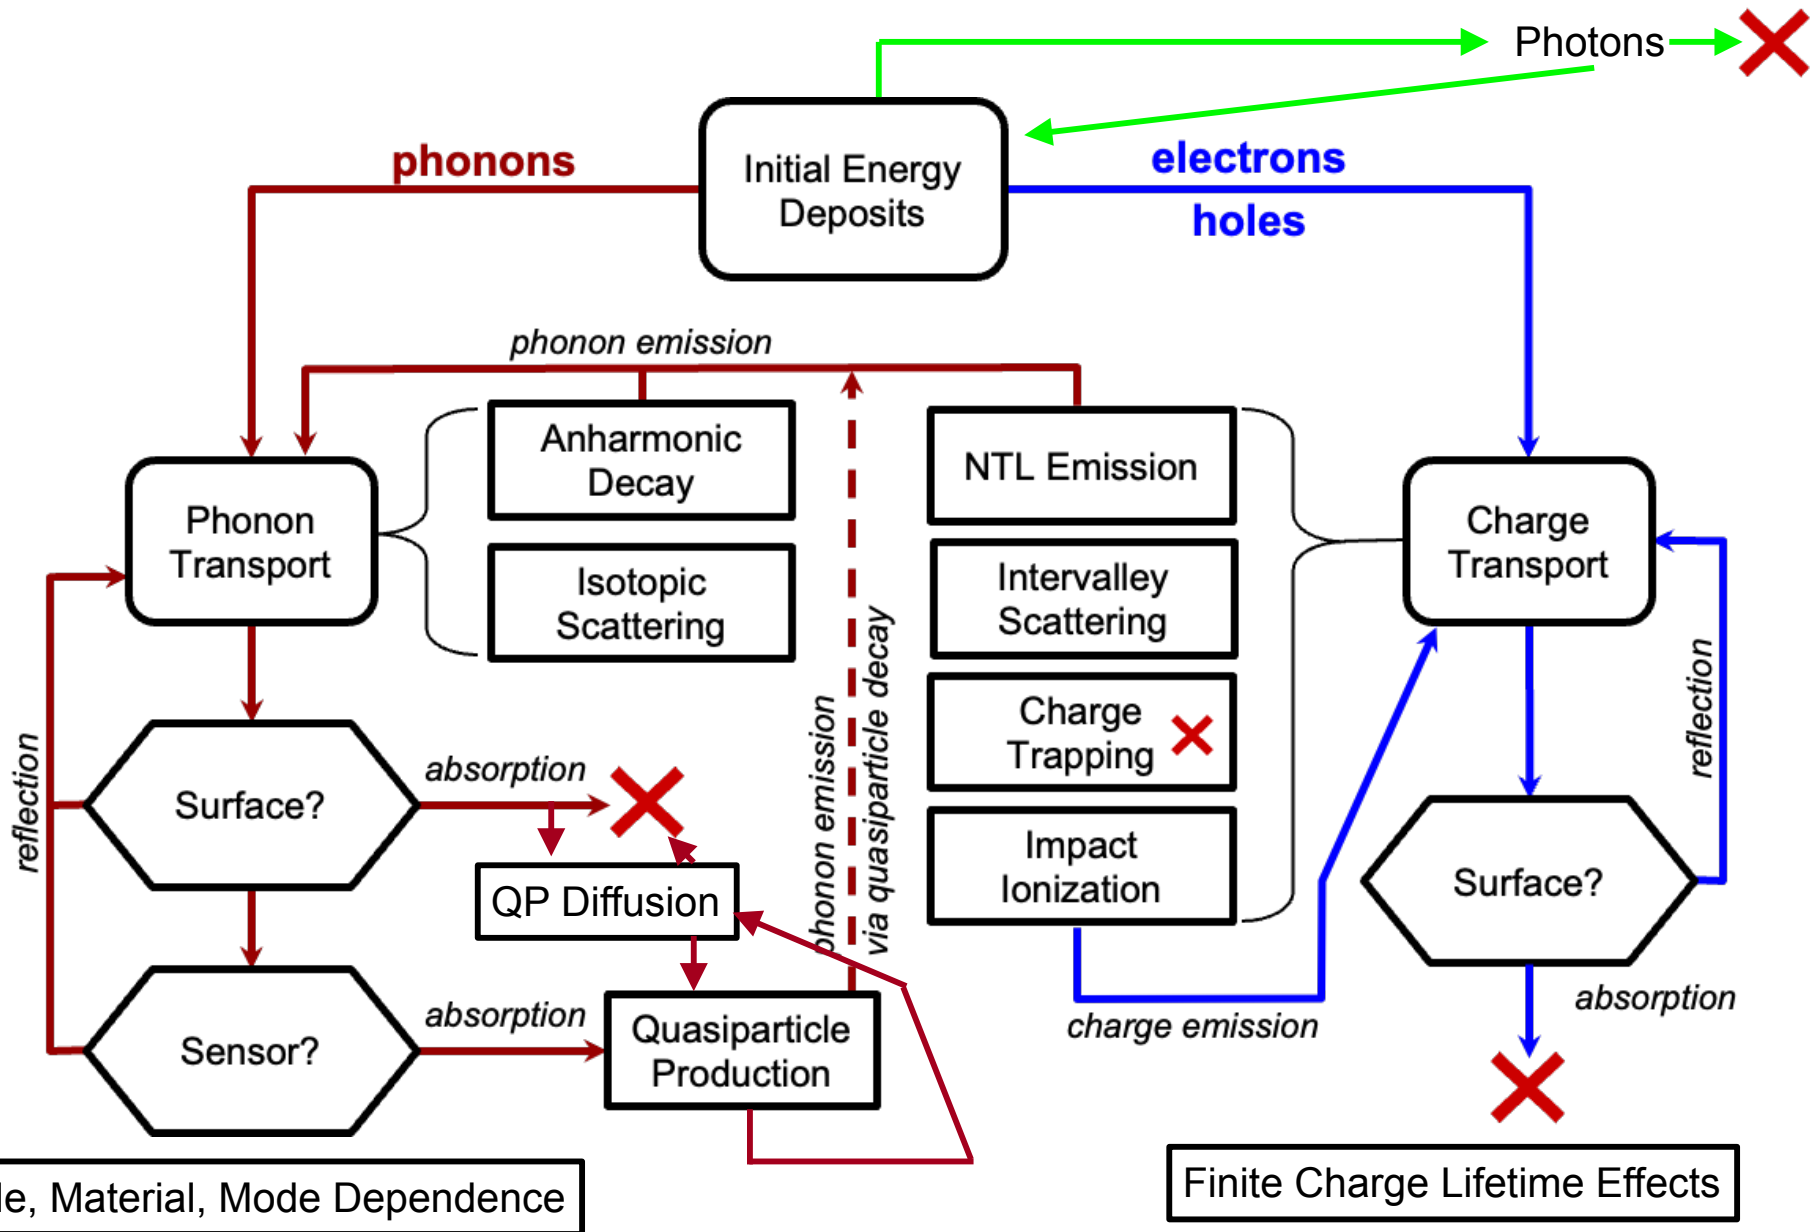 Photons
phonons
Initial Energy
Deposits
electrons
holes
phonon emission
Anharmonic
Decay
NTL Emission
Phonon
Transport
Charge
Transport
Isotopic
Scattering
Intervalley
Scattering
reflection
phonon emission
via quasiparticle decay
Charge
Trapping
reflection
Surface?
absorption
Impact
Ionization
QP Diffusion
Surface?
Sensor?
absorption
Quasiparticle
Production
charge emission
absorption
Material, Mode Dependence
Finite Charge Lifetime Effects